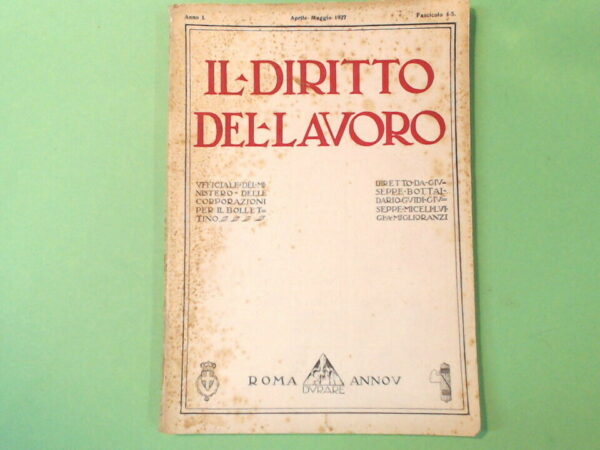 Anno I.
Aprile-Maggio 1927
Fascicolo 4-5.
IL·DIRITTO
DEL·LAVORO
VFFICIALE·DEL·MI=
NISTERO·DELLE
CORPORAZIONI
PER IL BOLLET=
TINO
DIRETTO·DA·GIV=
SEPPE·BOTTAI,
DARIO·GVIDI·GIV=
SEPPE·MICELI·LVI=
GI·MIGLIORANZI
ROMA
ANNO V
DVRARE